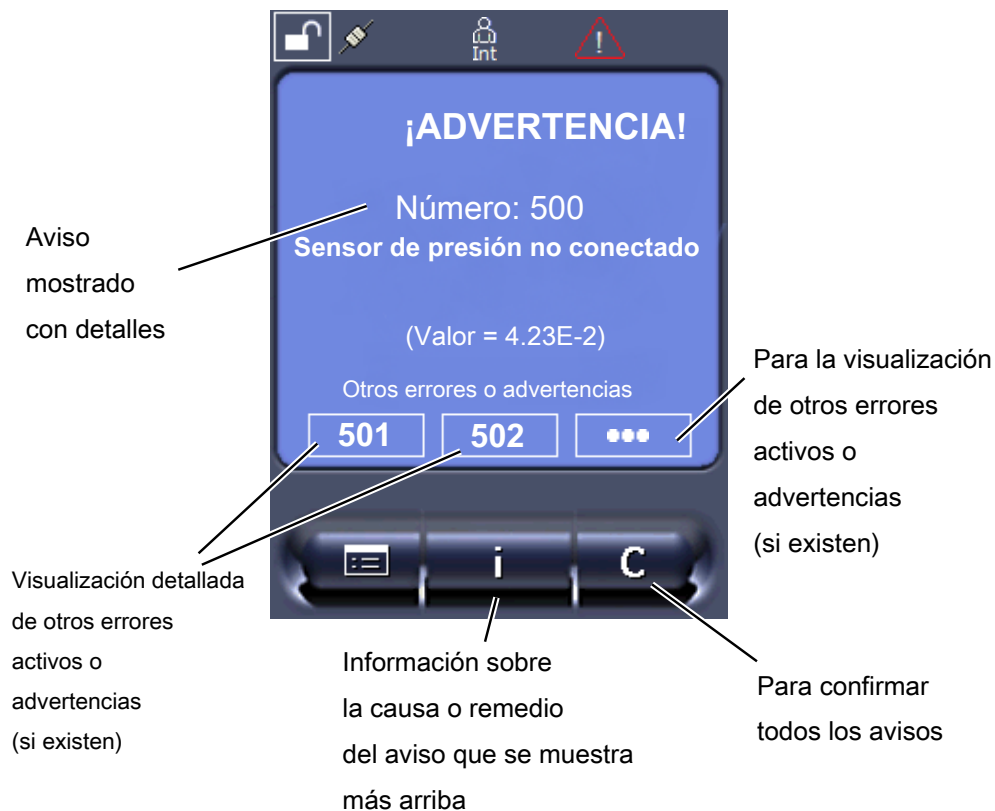 Int
¡ADVERTENCIA!
Número: 500
Sensor de presión no conectado
(Valor = 4.23E-2)
Otros errores o advertencias
501
502
•••
i
C
Aviso
mostrado
con detalles
Para la visualización
de otros errores
activos o
advertencias
(si existen)
Visualización detallada
de otros errores
activos o
advertencias
(si existen)
Información sobre
la causa o remedio
del aviso que se muestra
más arriba
Para confirmar
todos los avisos